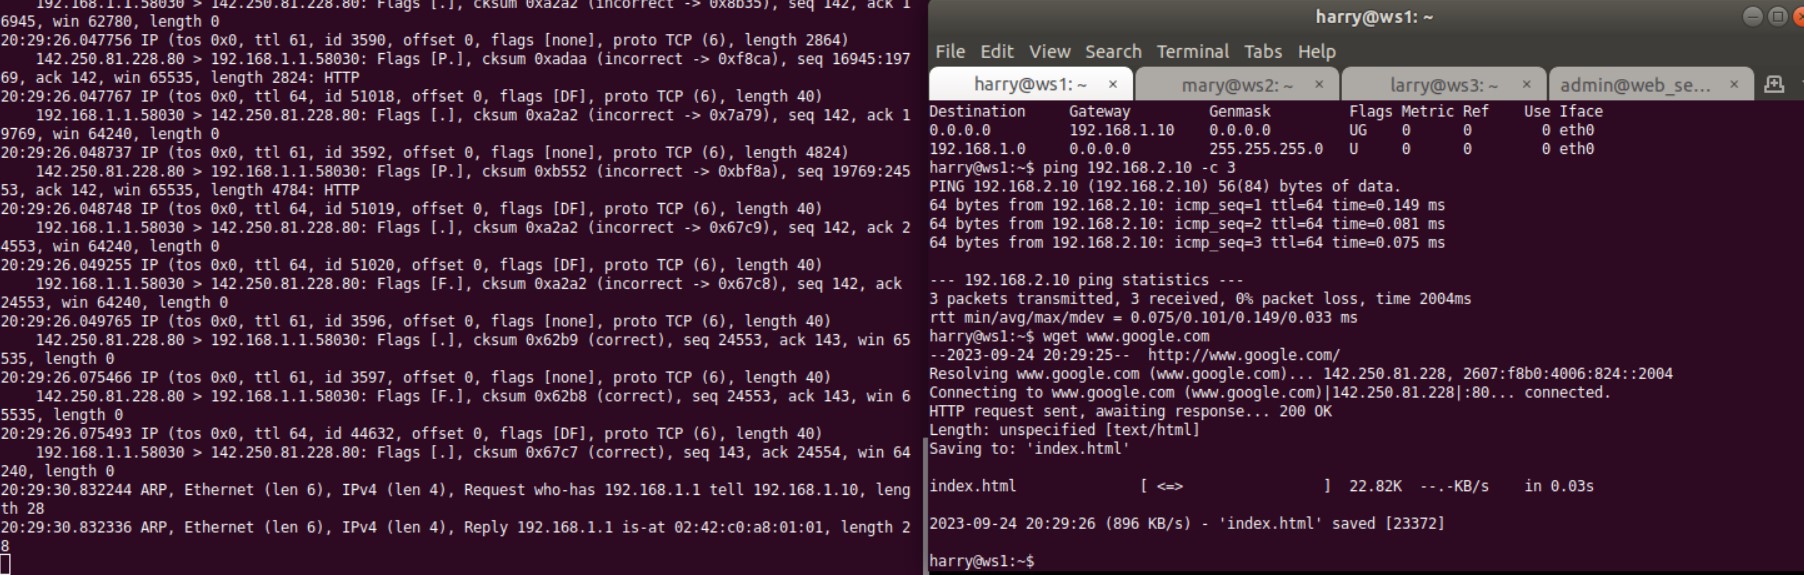 192.168.1.1.58030 > 142.250.81.228.80: Flags [.], cksum 0xa2a2 (incorrect -> 0x8b35), seq 142, ack 1
6945, win 62780, length 0
20:29:26.047756 IP (tos 0x0, ttl 61, id 3590, offset 0, flags [none], proto TCP (6), length 2864)
142.250.81.228.80 > 192.168.1.1.58030: Flags [P.], cksum 0xadaa (incorrect -> 0xf8ca), seq 16945:197
69, ack 142, win 65535, length 2824: HTTP
20:29:26.047767 IP (tos 0x0, ttl 64, id 51018, offset 0, flags [DF], proto TCP (6), length 40)
192.168.1.1.58030 > 142.250.81.228.80: Flags [.], cksum 0xa2a2 (incorrect -> 0x7a79), seq 142, ack 1
9769, win 64240, length 0
20:29:26.048737 IP (tos 0x0, ttl 61, id 3592, offset 0, flags [none], proto TCP (6), length 4824)
142.250.81.228.80 > 192.168.1.1.58030: Flags [P.], cksum 0xb552 (incorrect -> 0xbf8a), seq 19769:245
53, ack 142, win 65535, length 4784: HTTP
20:29:26.048748 IP (tos 0x0, ttl 64, id 51019, offset 0, flags [DF], proto TCP (6), length 40)
192.168.1.1.58030 > 142.250.81.228.80: Flags [.], cksum 0xa2a2 (incorrect -> 0x67c9), seq 142, ack 2
4553, win 64240, length 0
20:29:26.049255 IP (tos 0x0, ttl 64, id 51020, offset 0, flags [DF], proto TCP (6), length 40)
192.168.1.1.58030 > 142.250.81.228.80: Flags [F.], cksum 0xa2a2 (incorrect -> 0x67c8), seq 142, ack
24553, win 64240, length 0
20:29:26.049765 IP (tos 0x0, ttl 61, id 3596, offset 0, flags [none], proto TCP (6), length 40)
142.250.81.228.80 > 192.168.1.1.58030: Flags [.], cksum 0x62b9 (correct), seq 24553, ack 143, win 65
535, length 0
20:29:26.075466 IP (tos 0x0, ttl 61, id 3597, offset 0, flags [none], proto TCP (6), length 40)
142.250.81.228.80 > 192.168.1.1.58030: Flags [F.], cksum 0x62b8 (correct), seq 24553, ack 143, win 6
5535, length 0
20:29:26.075493 IP (tos 0x0, ttl 64, id 44632, offset 0, flags [DF], proto TCP (6), length 40)
192.168.1.1.58030 > 142.250.81.228.80: Flags [.], cksum 0x67c7 (correct), seq 143, ack 24554, win 64
240, length 0
20:29:30.832244 ARP, Ethernet (len 6), IPv4 (len 4), Request who-has 192.168.1.1 tell 192.168.1.10, leng
th 28
20:29:30.832336 ARP, Ethernet (len 6), IPv4 (len 4), Reply 192.168.1.1 is-at 02:42:c0:a8:01:01, length 2
8
harry@ws1: ~
File Edit View Search Terminal Tabs Help
harry@ws1: ~ × mary@ws2: ~ × larry@ws3: ~ × admin@web_se... ×
Destination Gateway Genmask Flags Metric Ref Use Iface
0.0.0.0 192.168.1.10 0.0.0.0 UG 0 0 0 eth0
192.168.1.0 0.0.0.0 255.255.255.0 U 0 0 0 eth0
harry@ws1:~$ ping 192.168.2.10 -c 3
PING 192.168.2.10 (192.168.2.10) 56(84) bytes of data.
64 bytes from 192.168.2.10: icmp_seq=1 ttl=64 time=0.149 ms
64 bytes from 192.168.2.10: icmp_seq=2 ttl=64 time=0.081 ms
64 bytes from 192.168.2.10: icmp_seq=3 ttl=64 time=0.075 ms
--- 192.168.2.10 ping statistics ---
3 packets transmitted, 3 received, 0% packet loss, time 2004ms
rtt min/avg/max/mdev = 0.075/0.101/0.149/0.033 ms
harry@ws1:~$ wget www.google.com
--2023-09-24 20:29:25-- http://www.google.com/
Resolving www.google.com (www.google.com)... 142.250.81.228, 2607:f8b0:4006:824::2004
Connecting to www.google.com (www.google.com)|142.250.81.228|:80... connected.
HTTP request sent, awaiting response... 200 OK
Length: unspecified [text/html]
Saving to: 'index.html'
index.html [ <=> ] 22.82K --.-KB/s in 0.03s
2023-09-24 20:29:26 (896 KB/s) - 'index.html' saved [23372]
harry@ws1:~$